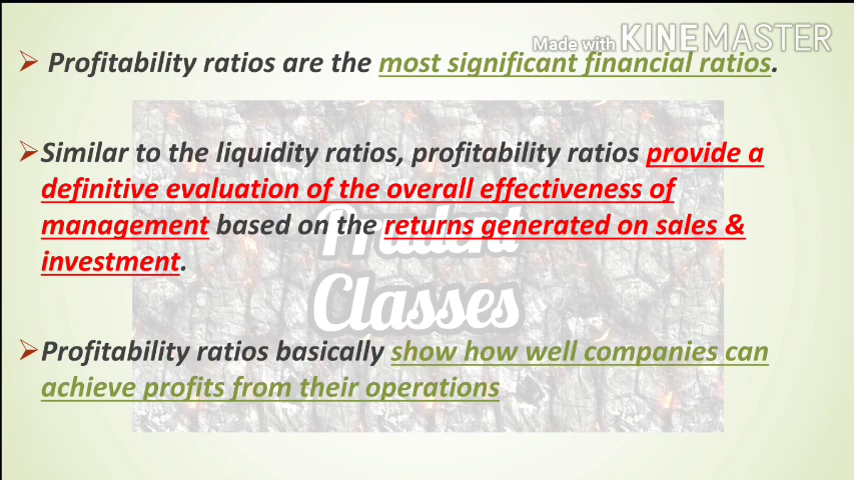 Made with KINEMASTER
Profitability ratios are the most significant financial ratios.
Similar to the liquidity ratios, profitability ratios provide a
definitive evaluation of the overall effectiveness of
management based on the returns generated on sales &
investment.
Prudent
Classes
Profitability ratios basically show how well companies can
achieve profits from their operations